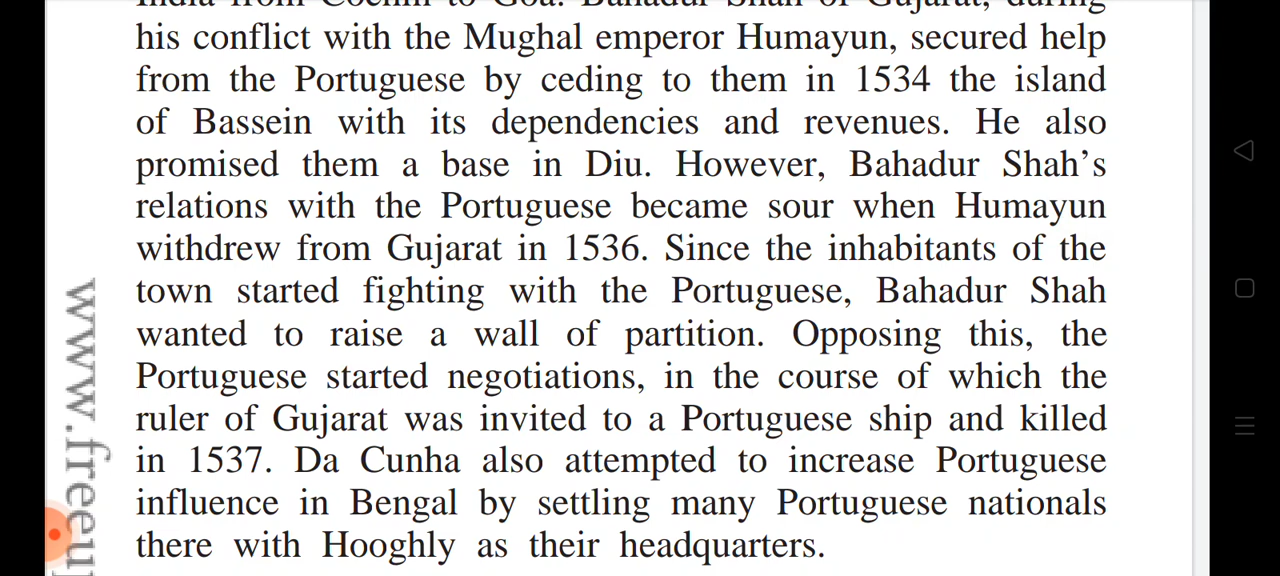 India from Cochin to Goa. Bahadur Shah of Gujarat, during
his conflict with the Mughal emperor Humayun, secured help
from the Portuguese by ceding to them in 1534 the island
of Bassein with its dependencies and revenues. He also
promised them a base in Diu. However, Bahadur Shah’s
relations with the Portuguese became sour when Humayun
withdrew from Gujarat in 1536. Since the inhabitants of the
town started fighting with the Portuguese, Bahadur Shah
wanted to raise a wall of partition. Opposing this, the
Portuguese started negotiations, in the course of which the
ruler of Gujarat was invited to a Portuguese ship and killed
in 1537. Da Cunha also attempted to increase Portuguese
influence in Bengal by settling many Portuguese nationals
there with Hooghly as their headquarters.
www.freeu